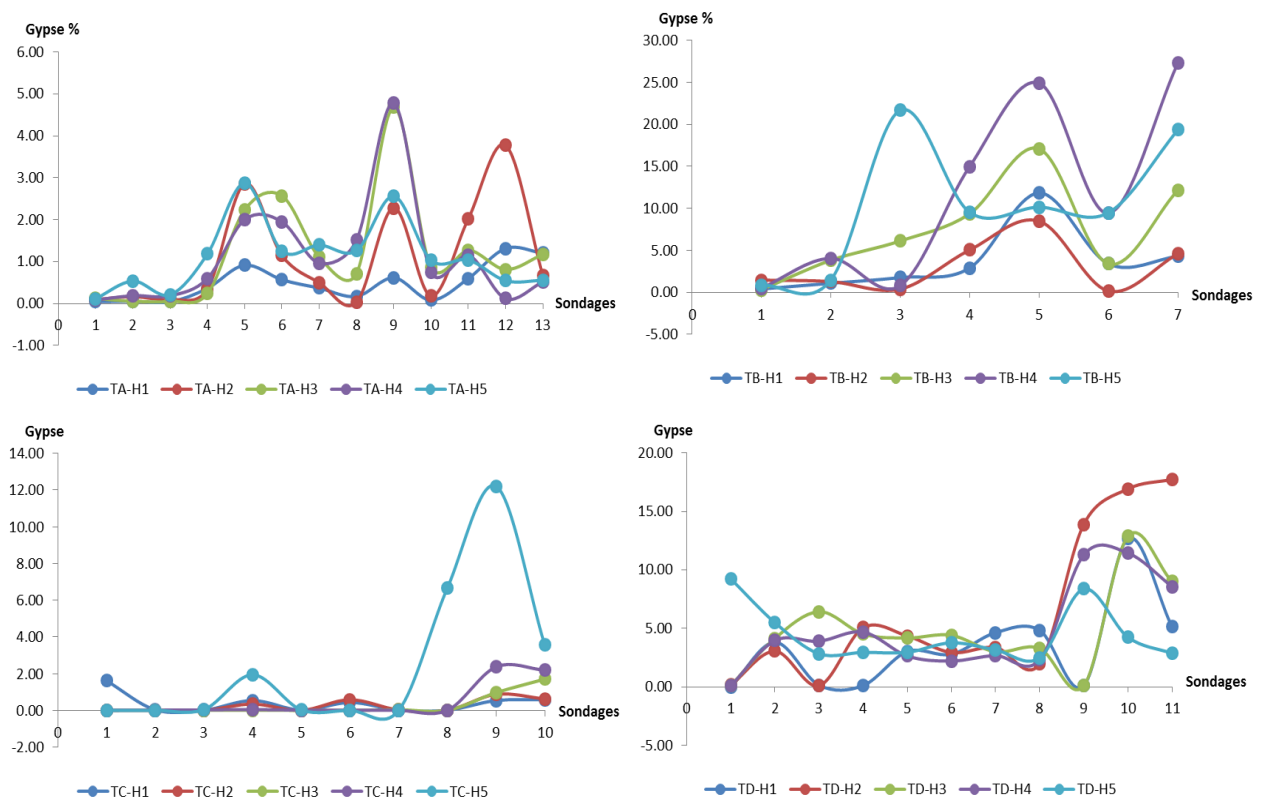 Gypse %
6.00
5.00
4.00
3.00
2.00
1.00
0.00
-1.00
0 1 2 3 4 5 6 7 8 9 10 11 12 13
Sondages
TA-H1 TA-H2 TA-H3 TA-H4 TA-H5
Gypse %
30.00
25.00
20.00
15.00
10.00
5.00
0.00
-5.00
0 1 2 3 4 5 6 7
Sondages
TB-H1 TB-H2 TB-H3 TB-H4 TB-H5
Gypse
14.00
12.00
10.00
8.00
6.00
4.00
2.00
0.00
-2.00
0 1 2 3 4 5 6 7 8 9 10
Sondages
TC-H1 TC-H2 TC-H3 TC-H4 TC-H5
Gypse
20.00
15.00
10.00
5.00
0.00
-5.00
0 1 2 3 4 5 6 7 8 9 10 11
Sondages
TD-H1 TD-H2 TD-H3 TD-H4 TD-H5